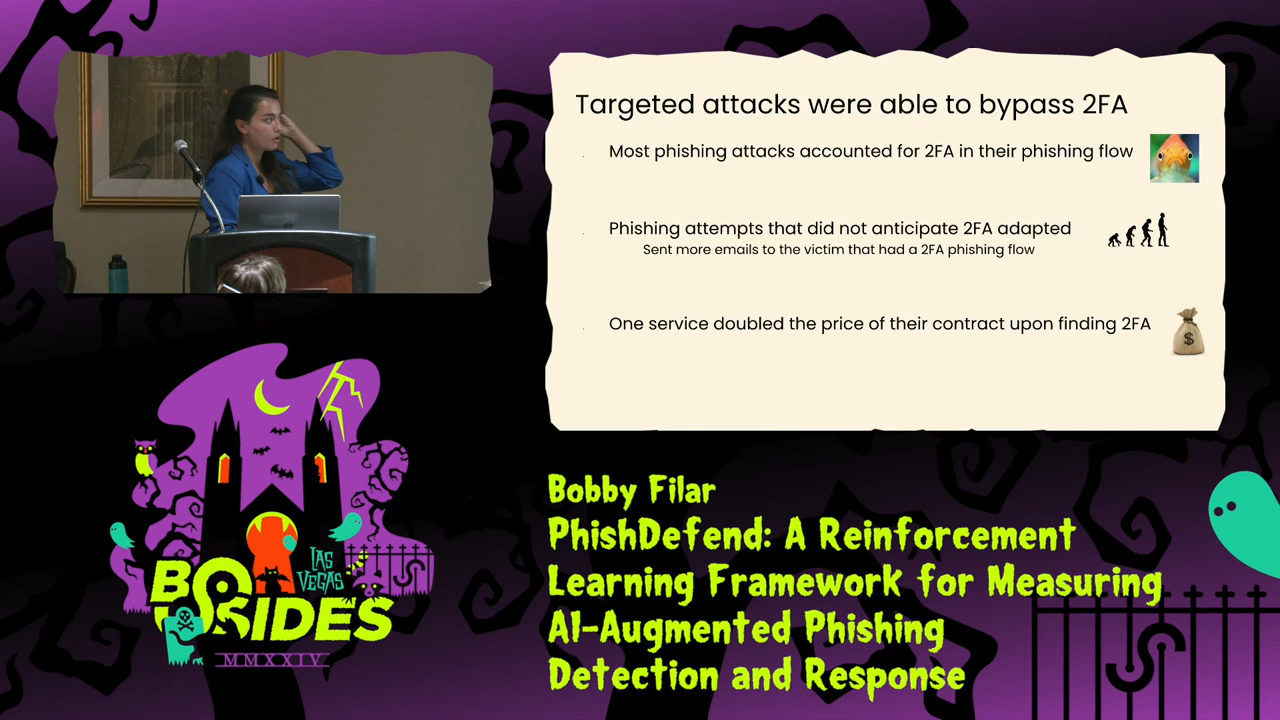 Targeted attacks were able to bypass 2FA
Most phishing attacks accounted for 2FA in their phishing flow
Phishing attempts that did not anticipate 2FA adapted
Sent more emails to the victim that had a 2FA phishing flow
One service doubled the price of their contract upon finding 2FA
$
LAS
VEGAS
BSIDES
MMXXIV
Bobby Filar
PhishDefend: A Reinforcement
Learning Framework for Measuring
AI-Augmented Phishing
Detection and Response